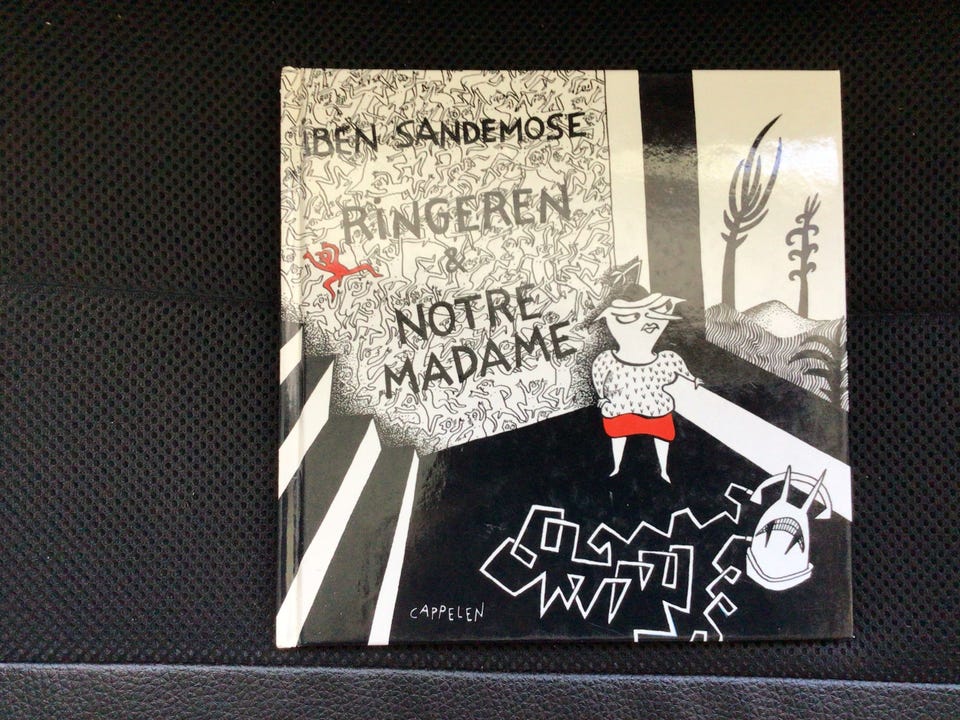 iBEN SANDEMOSE
RiNGEREN
&
NOTRE
MADAME
CAPPELEN